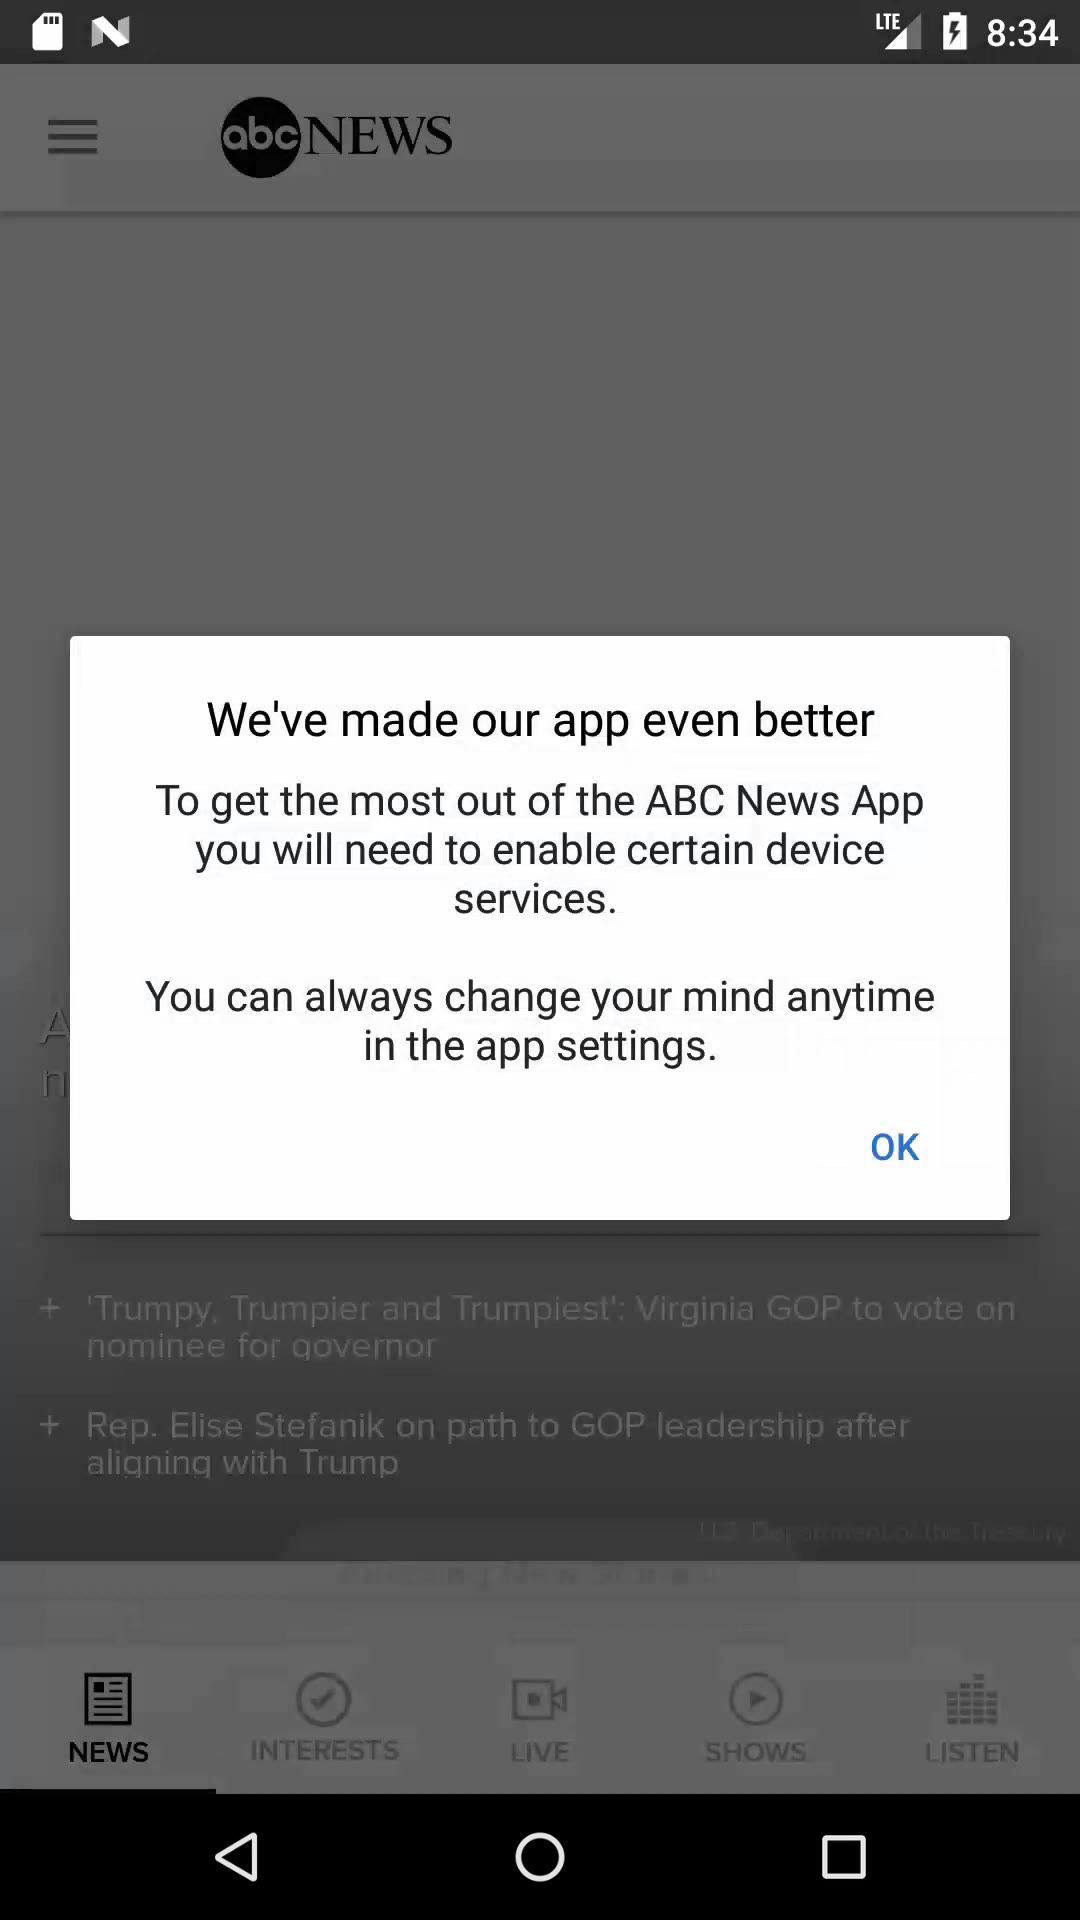 LTE
8:34
abc NEWS
We've made our app even better
To get the most out of the ABC News App
you will need to enable certain device
services.
You can always change your mind anytime
in the app settings.
OK
+ 'Trumpy, Trumpier and Trumpiest': Virginia GOP to vote on
nominee for governor
+ Rep. Elise Stefanik on path to GOP leadership after
aligning with Trump
U.S. Department of the Treasury
NEWS
INTERESTS
LIVE
SHOWS
LISTEN